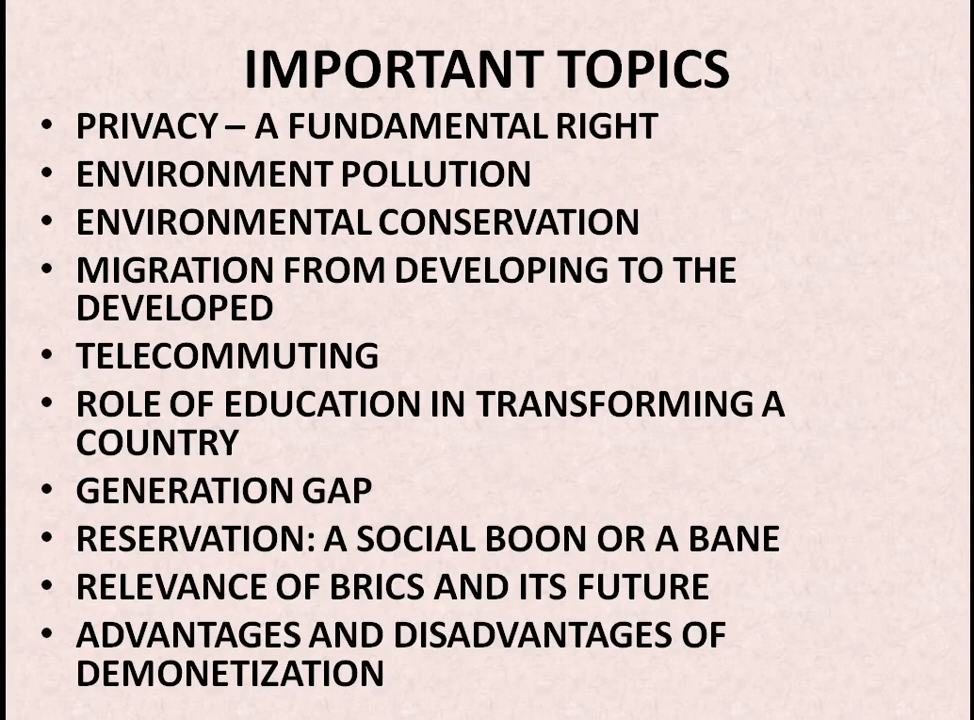 IMPORTANT TOPICS
• PRIVACY – A FUNDAMENTAL RIGHT
• ENVIRONMENT POLLUTION
• ENVIRONMENTAL CONSERVATION
• MIGRATION FROM DEVELOPING TO THE
DEVELOPED
• TELECOMMUTING
• ROLE OF EDUCATION IN TRANSFORMING A
COUNTRY
• GENERATION GAP
• RESERVATION: A SOCIAL BOON OR A BANE
• RELEVANCE OF BRICS AND ITS FUTURE
• ADVANTAGES AND DISADVANTAGES OF
DEMONETIZATION